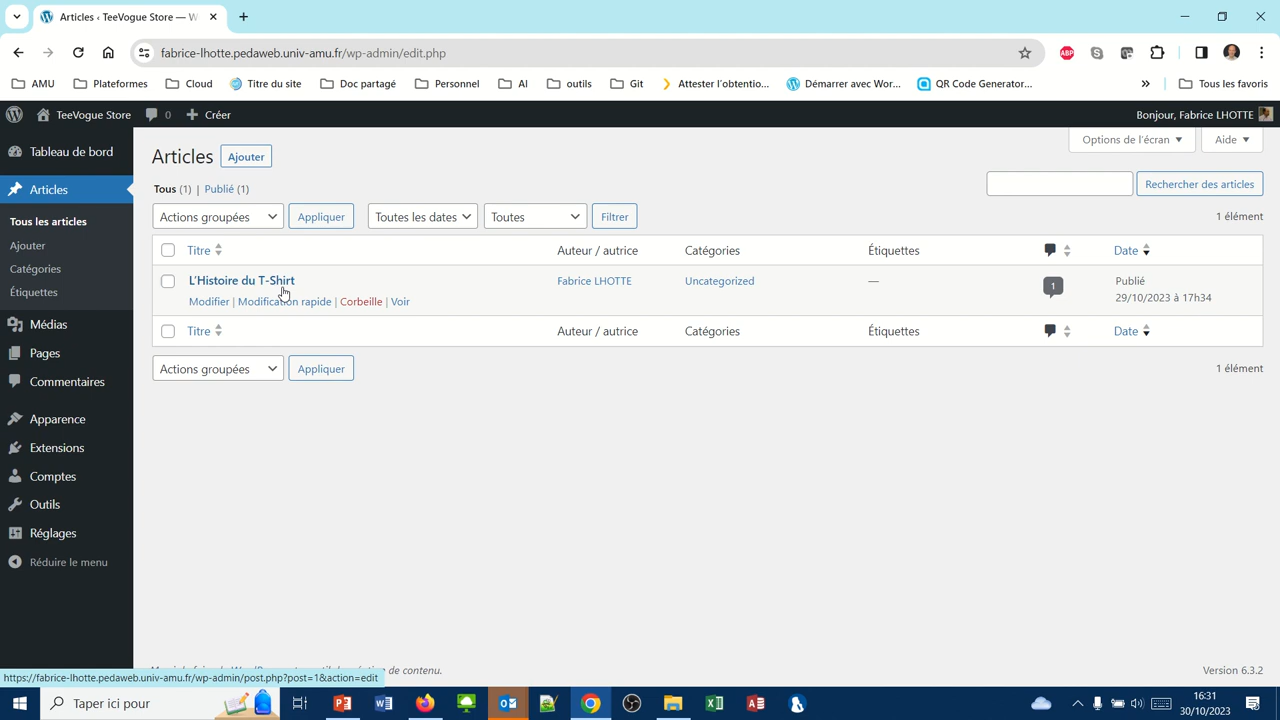 Articles ‹ TeeVogue Store — W
fabrice-lhotte.pedaweb.univ-amu.fr/wp-admin/edit.php
ABP
AMU Plateformes Cloud Titre du site Doc partagé Personnel AI outils Git Attester l'obtentio... Démarrer avec Wor... QR Code Generator... » Tous les favoris
TeeVogue Store 0 Créer Bonjour, Fabrice LHOTTE
Tableau de bord
Articles
Tous les articles
Ajouter
Catégories
Étiquettes
Médias
Pages
Commentaires
Apparence
Extensions
Comptes
Outils
Réglages
Réduire le menu
Options de l'écran Aide
Articles Ajouter
Tous (1) | Publié (1)
Rechercher des articles
Actions groupées Appliquer Toutes les dates Toutes Filtrer 1 élément
Titre Auteur / autrice Catégories Étiquettes Date
L'Histoire du T-Shirt Fabrice LHOTTE Uncategorized — 1 Publié
29/10/2023 à 17h34
Modifier | Modification rapide | Corbeille | Voir
Titre Auteur / autrice Catégories Étiquettes Date
Actions groupées Appliquer 1 élément
de contenu. Version 6.3.2
https://fabrice-lhotte.pedaweb.univ-amu.fr/wp-admin/post.php?post=1&action=edit
Taper ici pour
16:31
30/10/2023